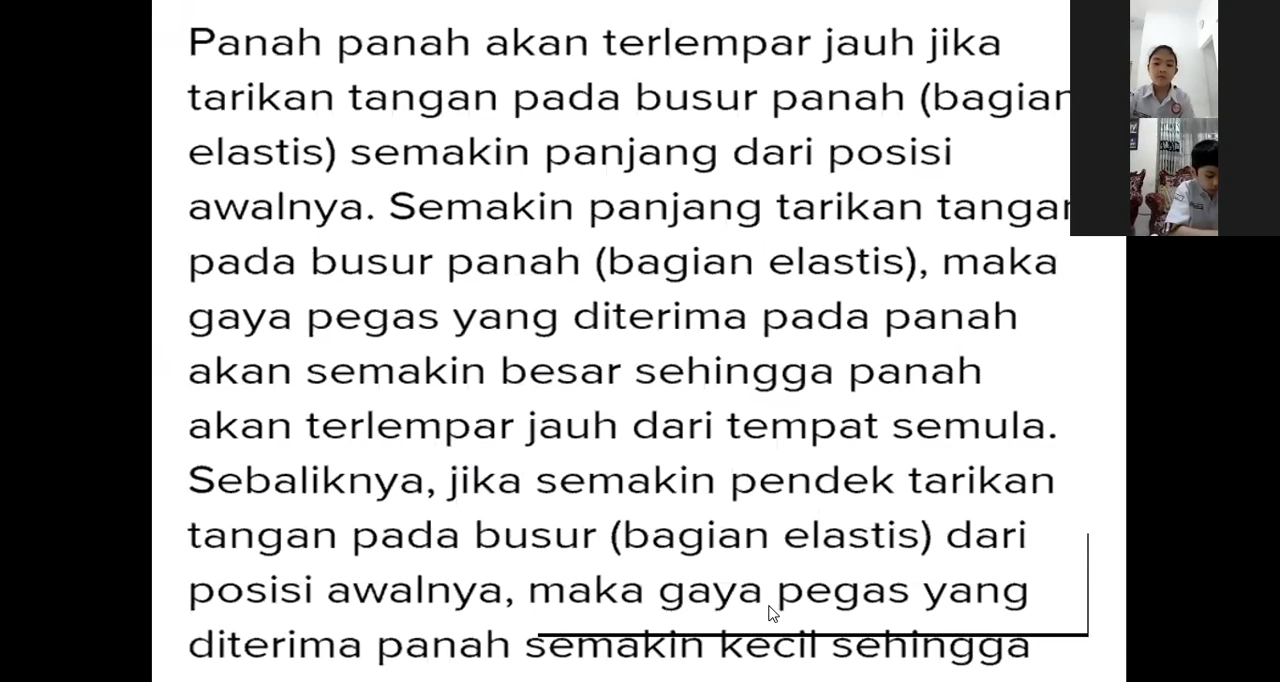 Panah panah akan terlempar jauh jika
tarikan tangan pada busur panah (bagian
elastis) semakin panjang dari posisi
awalnya. Semakin panjang tarikan tangan
pada busur panah (bagian elastis), maka
gaya pegas yang diterima pada panah
akan semakin besar sehingga panah
akan terlempar jauh dari tempat semula.
Sebaliknya, jika semakin pendek tarikan
tangan pada busur (bagian elastis) dari
posisi awalnya, maka gaya pegas yang
diterima panah semakin kecil sehingga